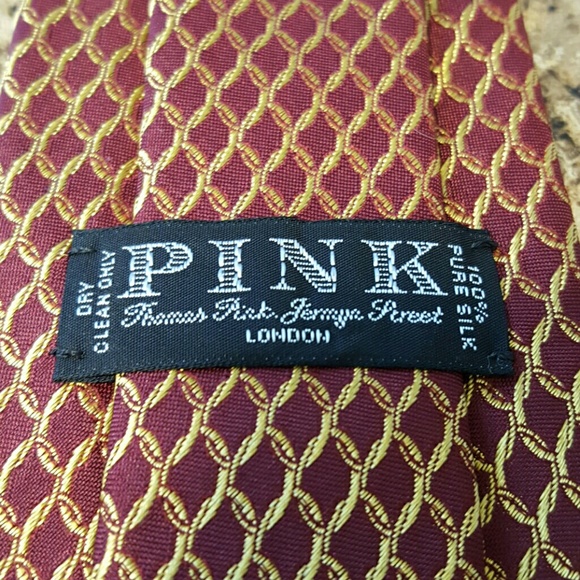 DRY
CLEAN ONLY
PINK
Thomas Pink Jermyn Street
LONDON
100%
PURE SILK